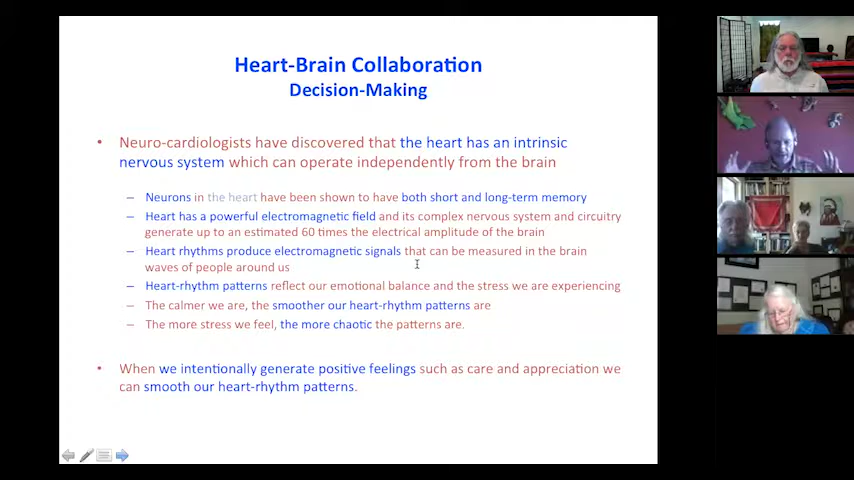 Heart-Brain Collaboration
Decision-Making
• Neuro-cardiologists have discovered that the heart has an intrinsic
nervous system which can operate independently from the brain
– Neurons in the heart have been shown to have both short and long-term memory
– Heart has a powerful electromagnetic field and its complex nervous system and circuitry
generate up to an estimated 60 times the electrical amplitude of the brain
– Heart rhythms produce electromagnetic signals that can be measured in the brain
waves of people around us
– Heart-rhythm patterns reflect our emotional balance and the stress we are experiencing
– The calmer we are, the smoother our heart-rhythm patterns are
– The more stress we feel, the more chaotic the patterns are.
• When we intentionally generate positive feelings such as care and appreciation we
can smooth our heart-rhythm patterns.